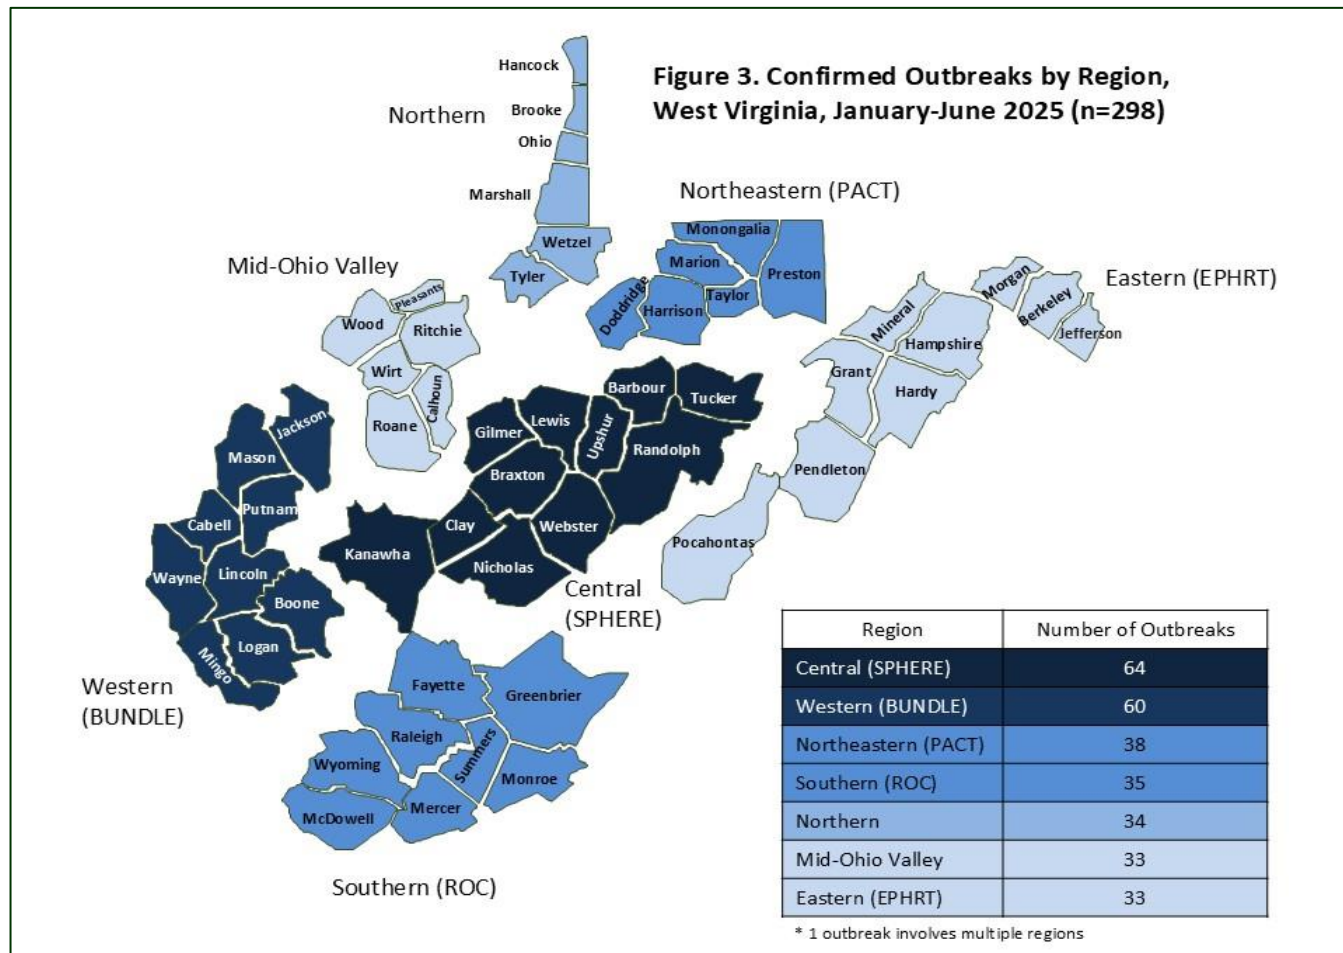 Figure 3. Confirmed Outbreaks by Region,
West Virginia, January-June 2025 (n=298)
Northern
Hancock
Brooke
Ohio
Marshall
Wetzel
Tyler
Northeastern (PACT)
Monongalia
Marion
Preston
Taylor
Harrison
Doddridge
Mid-Ohio Valley
Pleasants
Wood
Ritchie
Wirt
Calhoun
Roane
Eastern (EPHRT)
Morgan
Berkeley
Jefferson
Mineral
Hampshire
Grant
Hardy
Pendleton
Pocahontas
Barbour
Tucker
Lewis
Upshur
Gilmer
Randolph
Braxton
Webster
Clay
Kanawha
Nicholas
Central
(SPHERE)
Jackson
Mason
Putnam
Cabell
Wayne
Lincoln
Boone
Logan
Mingo
Western
(BUNDLE)
Fayette
Greenbrier
Raleigh
Summers
Wyoming
Monroe
Mercer
McDowell
Southern (ROC)
Region Number of Outbreaks
Central (SPHERE) 64
Western (BUNDLE) 60
Northeastern (PACT) 38
Southern (ROC) 35
Northern 34
Mid-Ohio Valley 33
Eastern (EPHRT) 33
* 1 outbreak involves multiple regions